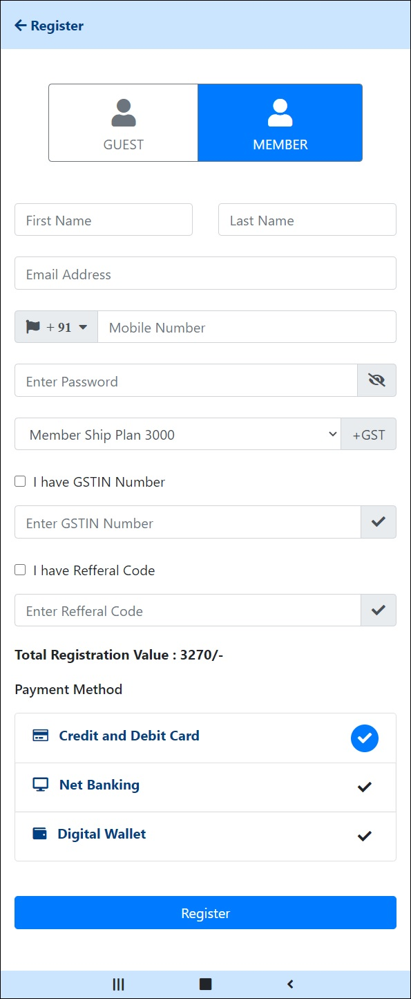 Register
GUEST MEMBER
First Name Last Name
Email Address
+ 91 Mobile Number
Enter Password
Member Ship Plan 3000 +GST
I have GSTIN Number
Enter GSTIN Number
I have Refferal Code
Enter Refferal Code
Total Registration Value : 3270/-
Payment Method
Credit and Debit Card
Net Banking
Digital Wallet
Register